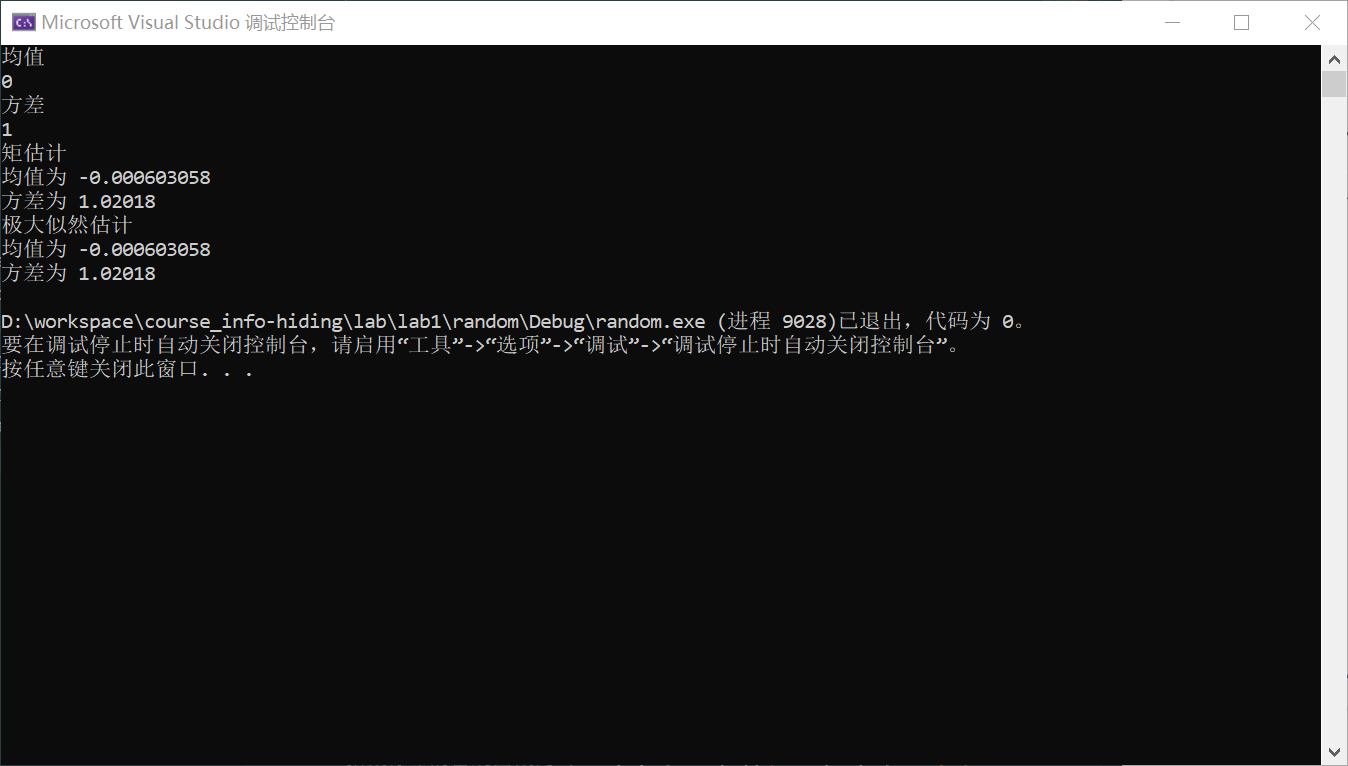 Microsoft Visual Studio 调试控制台
均值
0
方差
1
矩估计
均值为 -0.000603058
方差为 1.02018
极大似然估计
均值为 -0.000603058
方差为 1.02018
D:\workspace\course_info-hiding\lab\lab1\random\Debug\random.exe (进程 9028)已退出，代码为 0。
要在调试停止时自动关闭控制台，请启用“工具”->“选项”->“调试”->“调试停止时自动关闭控制台”。
按任意键关闭此窗口. . .